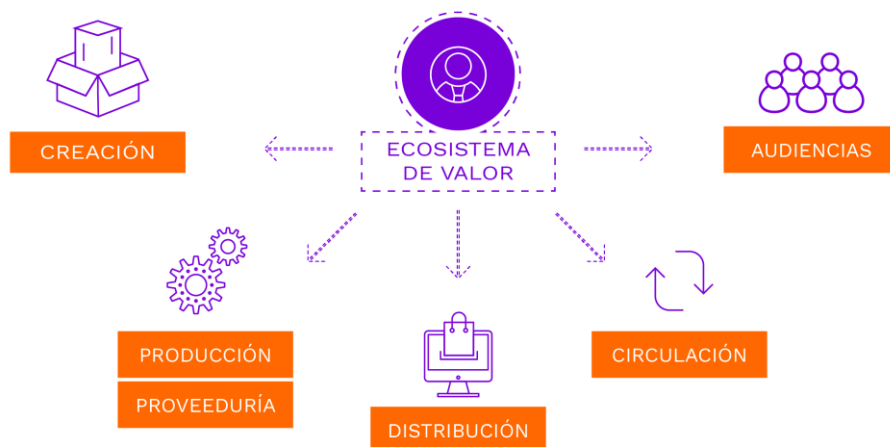 ECOSISTEMA
DE VALOR
CREACIÓN
AUDIENCIAS
PRODUCCIÓN
PROVEEDURÍA
DISTRIBUCIÓN
CIRCULACIÓN